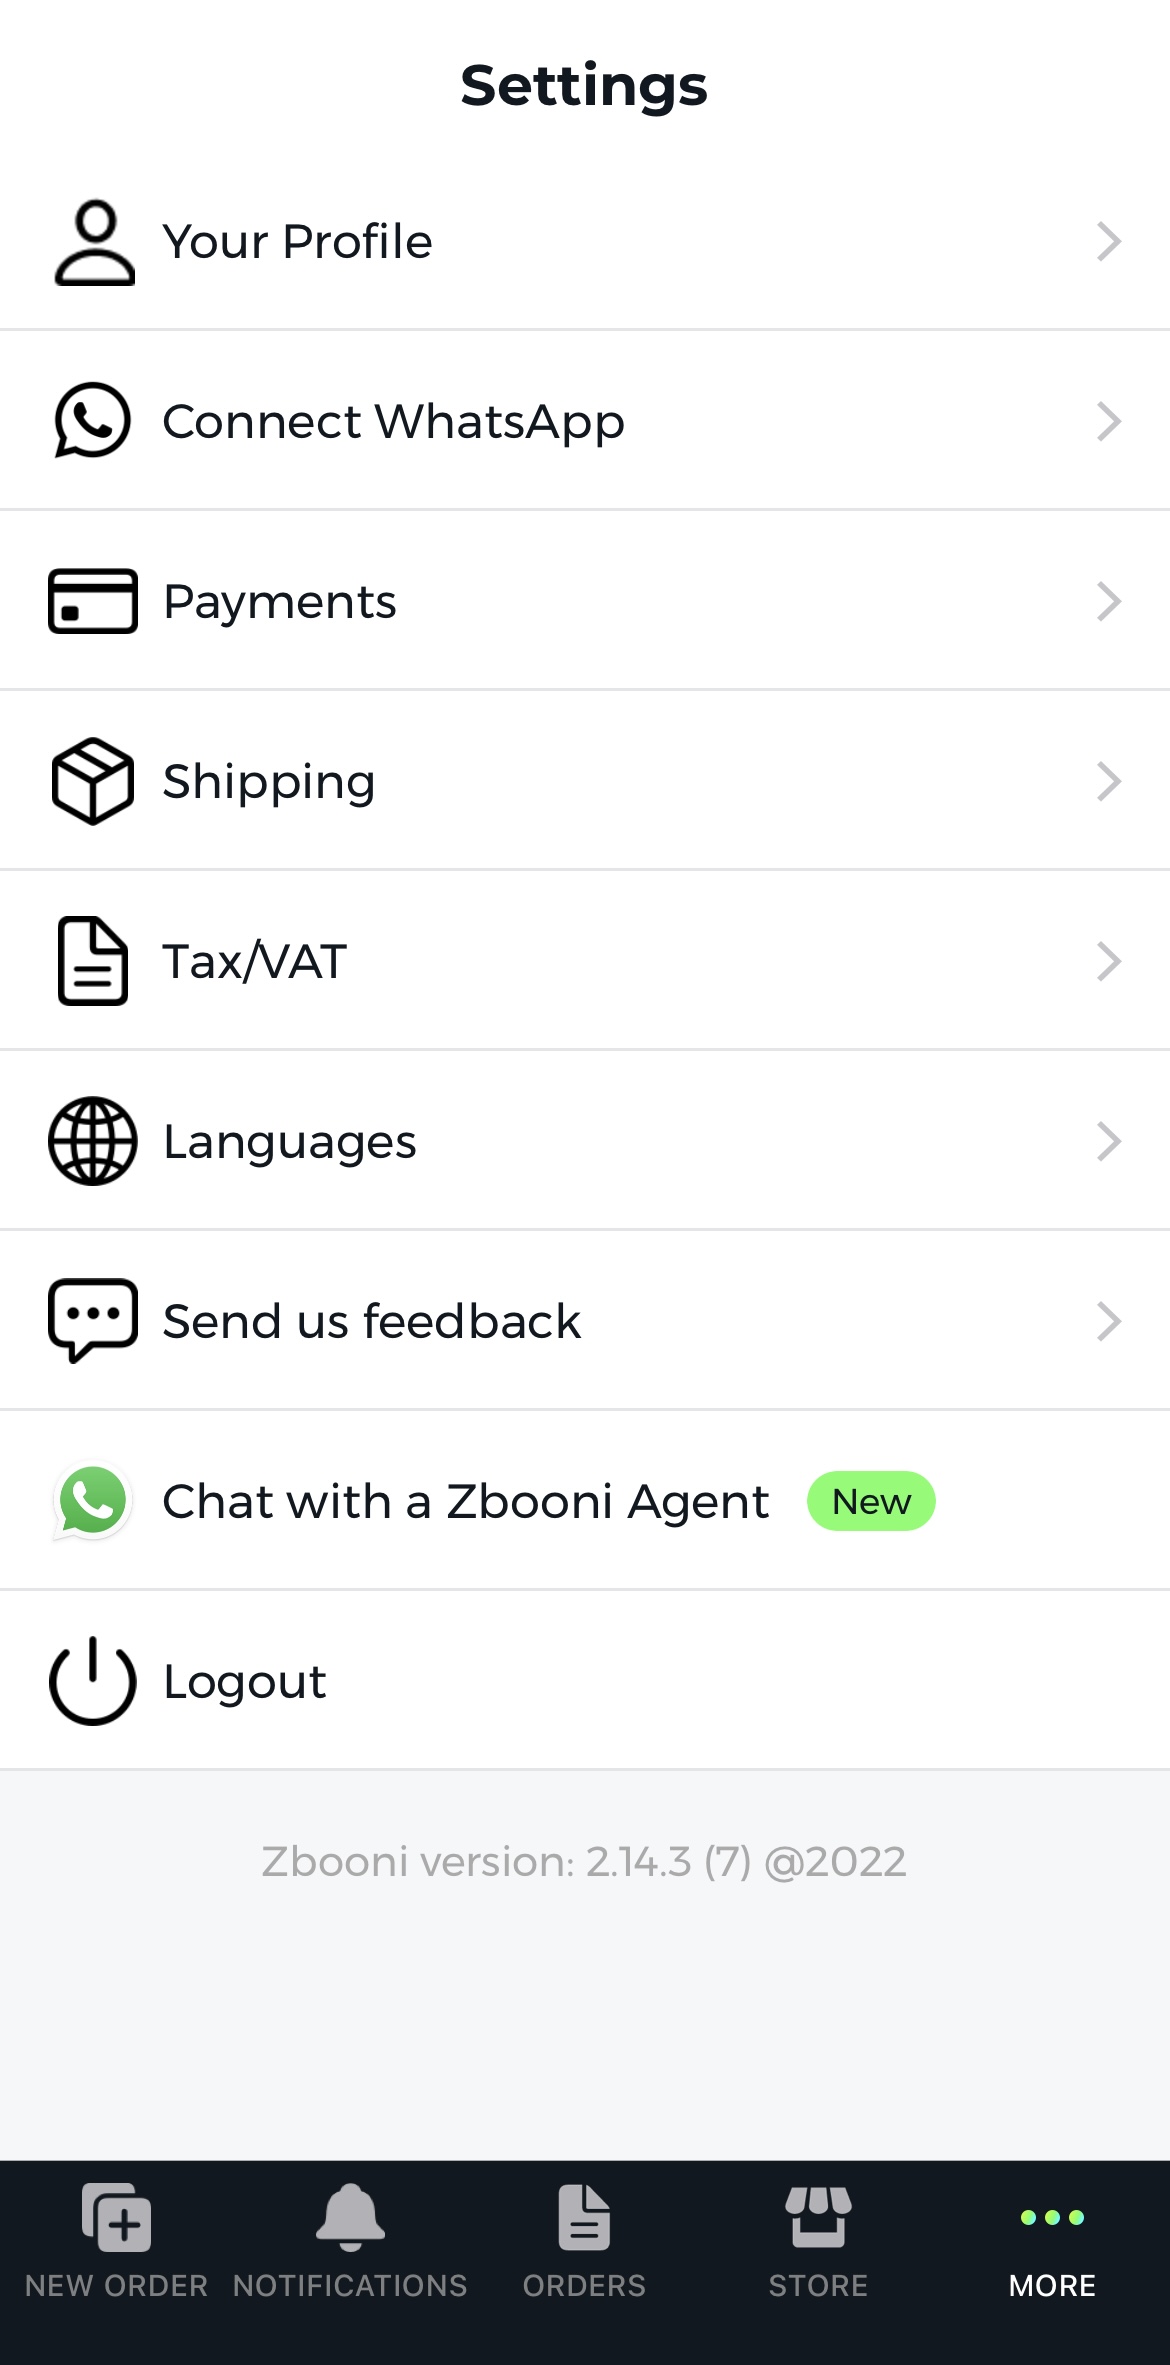 Settings
Your Profile
Connect WhatsApp
Payments
Shipping
Tax/VAT
Languages
Send us feedback
Chat with a Zbooni Agent New
Logout
Zbooni version: 2.14.3 (7) @2022
NEW ORDER NOTIFICATIONS ORDERS STORE MORE